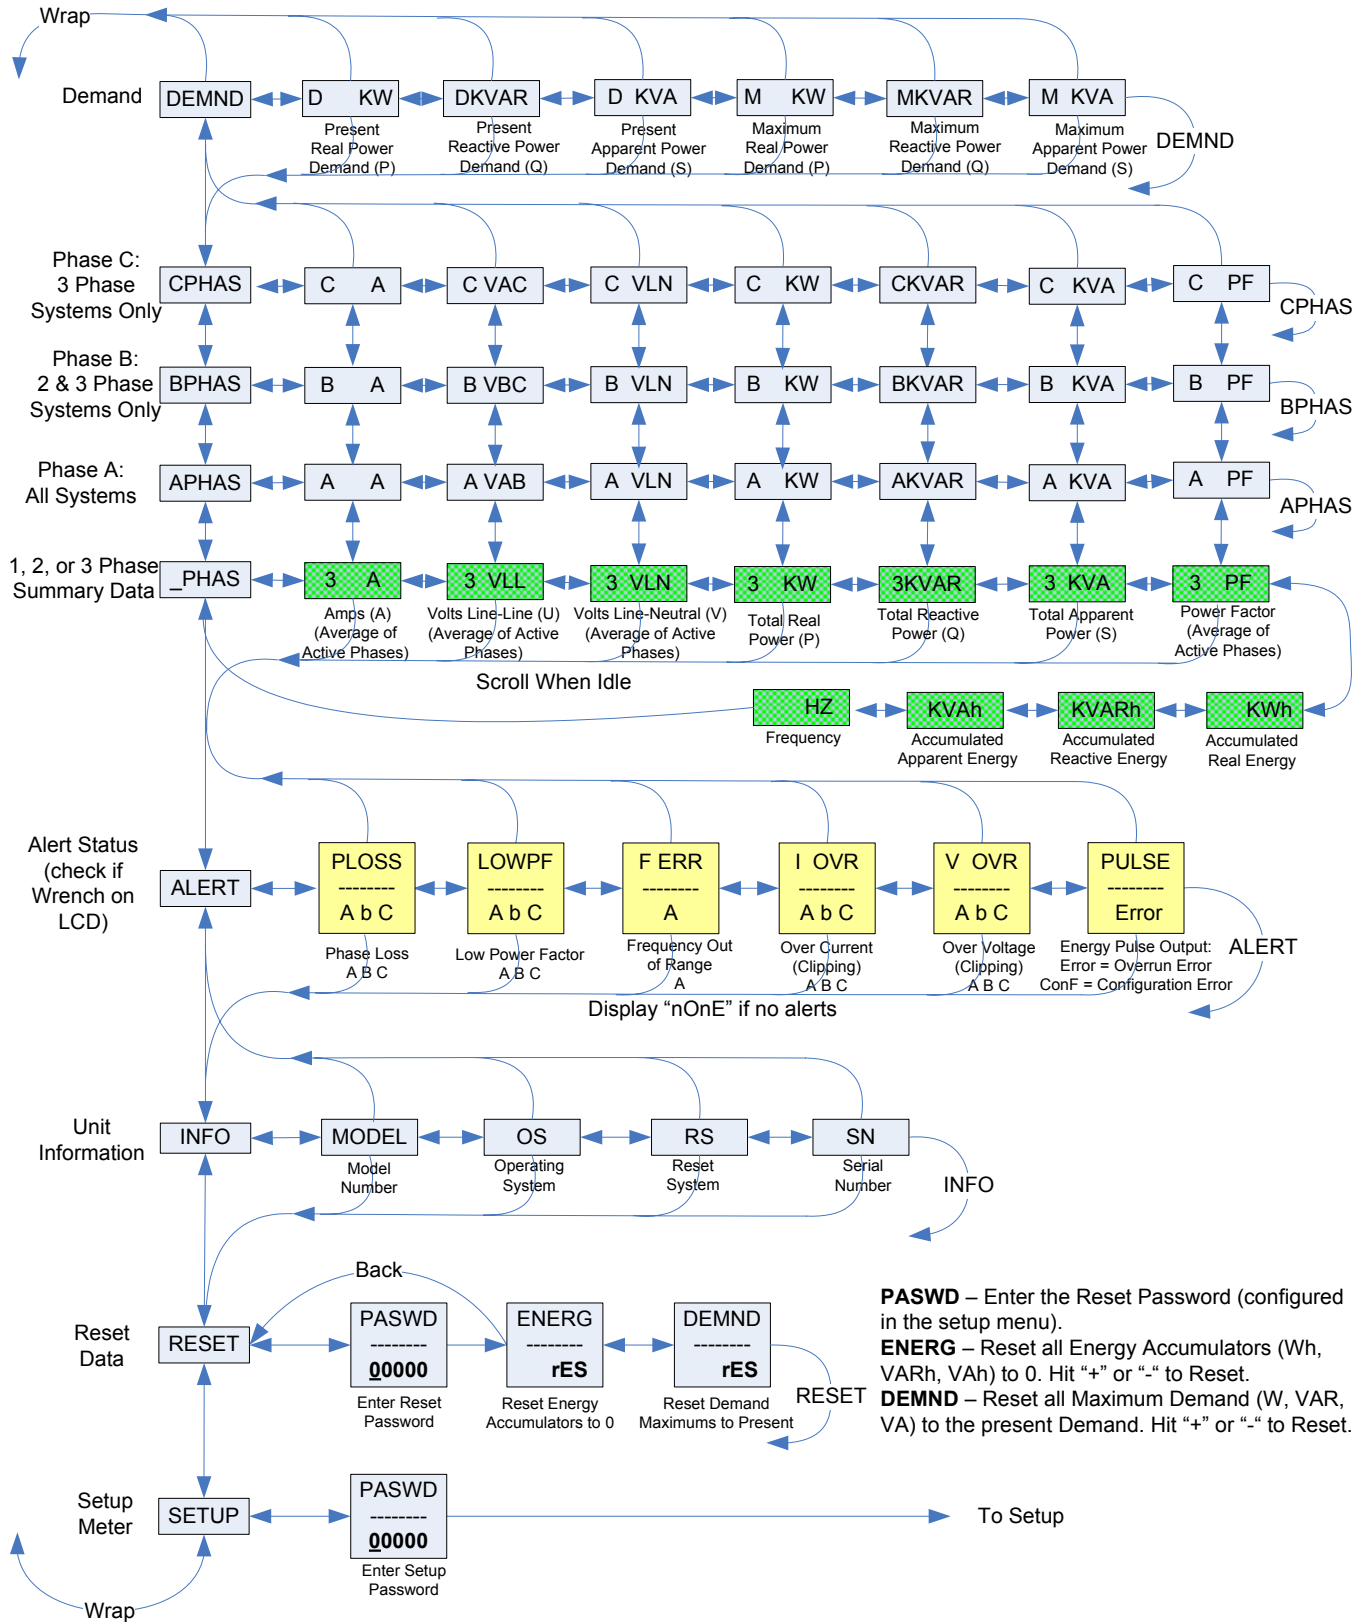 Wrap
Demand
DEMND
D KW
DKVAR
D KVA
M KW
MKVAR
M KVA
DEMND
Present
Real Power
Demand (P)
Present
Reactive Power
Demand (Q)
Present
Apparent Power
Demand (S)
Maximum
Real Power
Demand (P)
Maximum
Reactive Power
Demand (Q)
Maximum
Apparent Power
Demand (S)
Phase C:
3 Phase
Systems Only
CPHAS
C A
C VAC
C VLN
C KW
CKVAR
C KVA
C PF
CPHAS
Phase B:
2 & 3 Phase
Systems Only
BPHAS
B A
B VBC
B VLN
B KW
BKVAR
B KVA
B PF
BPHAS
Phase A:
All Systems
APHAS
A A
A VAB
A VLN
A KW
AKVAR
A KVA
A PF
APHAS
1, 2, or 3 Phase
Summary Data
_PHAS
3 A
3 VLL
3 VLN
3 KW
3KVAR
3 KVA
3 PF
Amps (A)
(Average of
Active Phases)
Volts Line-Line (U)
(Average of Active
Phases)
Volts Line-Neutral (V)
(Average of Active
Phases)
Total Real
Power (P)
Total Reactive
Power (Q)
Total Apparent
Power (S)
Power Factor
(Average of
Active Phases)
Scroll When Idle
HZ
KVAh
KVARh
KWh
Frequency
Accumulated
Apparent Energy
Accumulated
Reactive Energy
Accumulated
Real Energy
Alert Status
(check if
Wrench on
LCD)
ALERT
PLOSS
--------
A b C
LOWPF
--------
A b C
F ERR
--------
A
I OVR
--------
A b C
V OVR
--------
A b C
PULSE
--------
Error
ALERT
Phase Loss
A B C
Low Power Factor
A B C
Frequency Out
of Range
A
Over Current
(Clipping)
A B C
Over Voltage
(Clipping)
A B C
Energy Pulse Output:
Error = Overrun Error
ConF = Configuration Error
Display “nOnE” if no alerts
Unit
Information
INFO
MODEL
OS
RS
SN
INFO
Model
Number
Operating
System
Reset
System
Serial
Number
Back
Reset
Data
RESET
PASWD
--------
00000
ENERG
--------
rES
DEMND
--------
rES
RESET
Enter Reset
Password
Reset Energy
Accumulators to 0
Reset Demand
Maximums to Present
PASWD – Enter the Reset Password (configured
in the setup menu).
ENERG – Reset all Energy Accumulators (Wh,
VARh, VAh) to 0. Hit “+” or “-“ to Reset.
DEMND – Reset all Maximum Demand (W, VAR,
VA) to the present Demand. Hit “+” or “-“ to Reset.
Setup
Meter
SETUP
PASWD
--------
00000
To Setup
Enter Setup
Password
Wrap